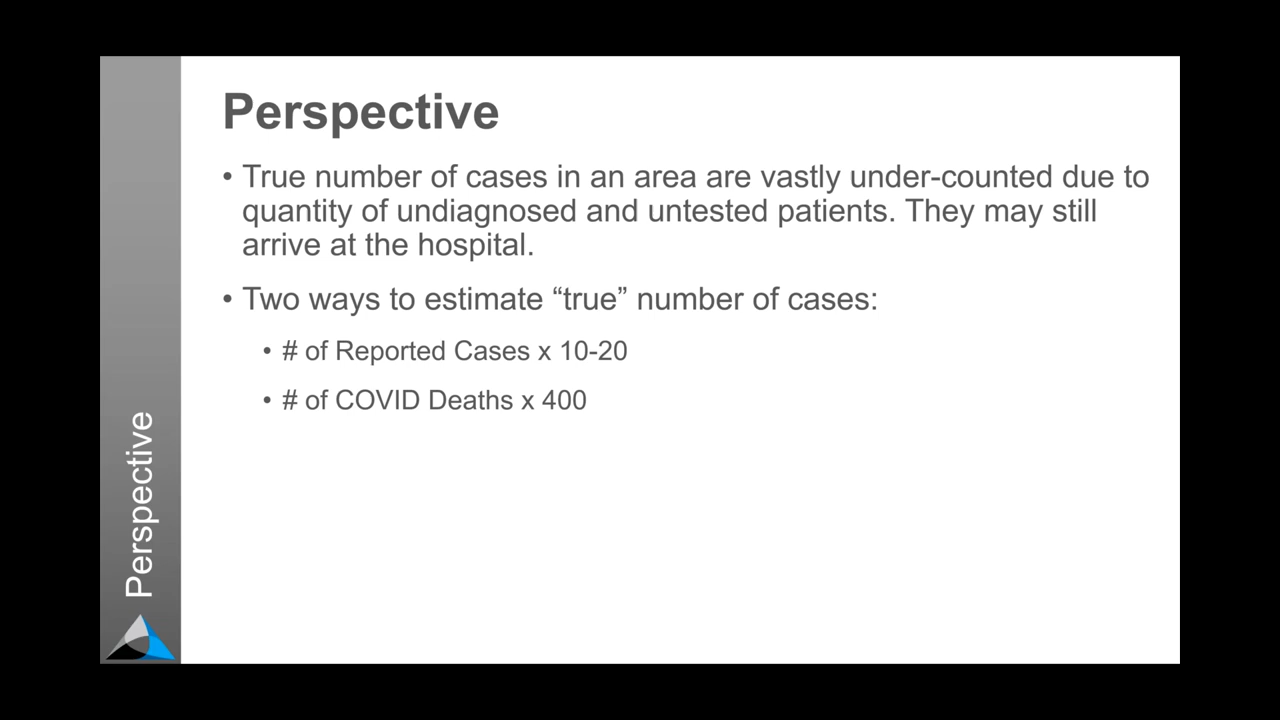 Perspective
• True number of cases in an area are vastly under-counted due to
quantity of undiagnosed and untested patients. They may still
arrive at the hospital.
• Two ways to estimate “true” number of cases:
• # of Reported Cases x 10-20
• # of COVID Deaths x 400
Perspective